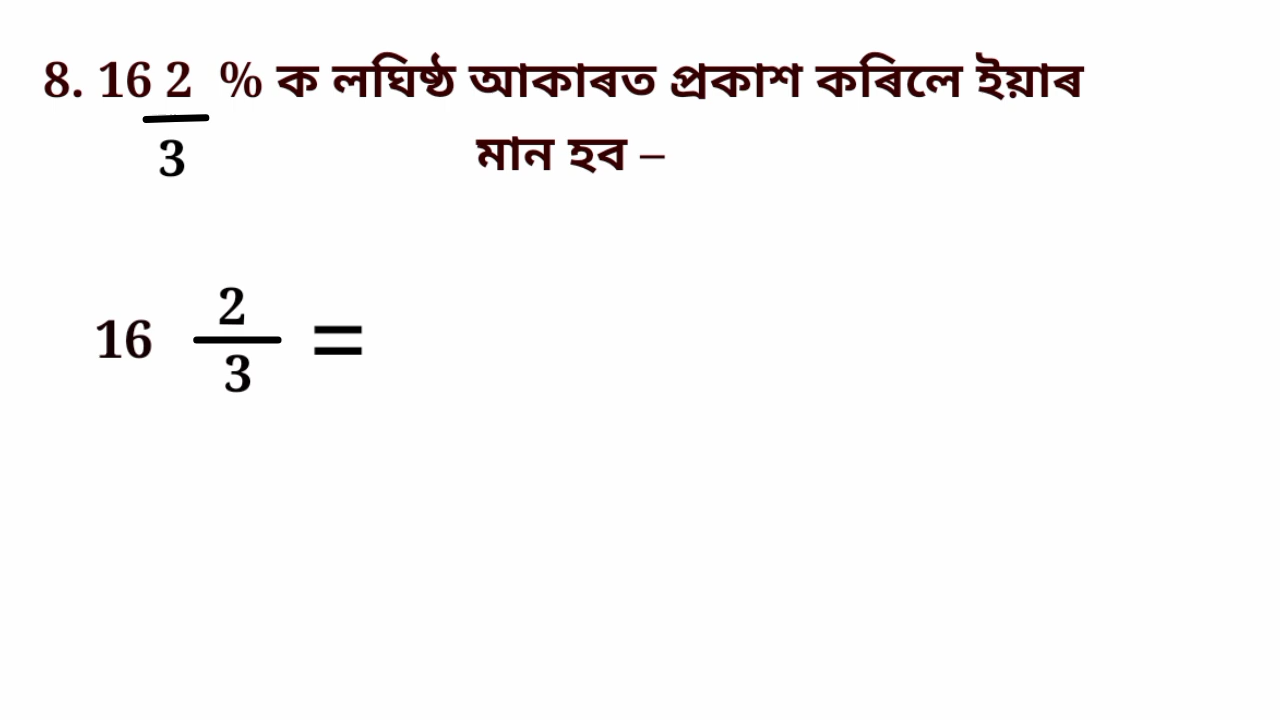 8. 16 2 % ক লঘিষ্ঠ আকাৰত প্ৰকাশ কৰিলে ইয়াৰ
3 মান হব –
2
16 =
3